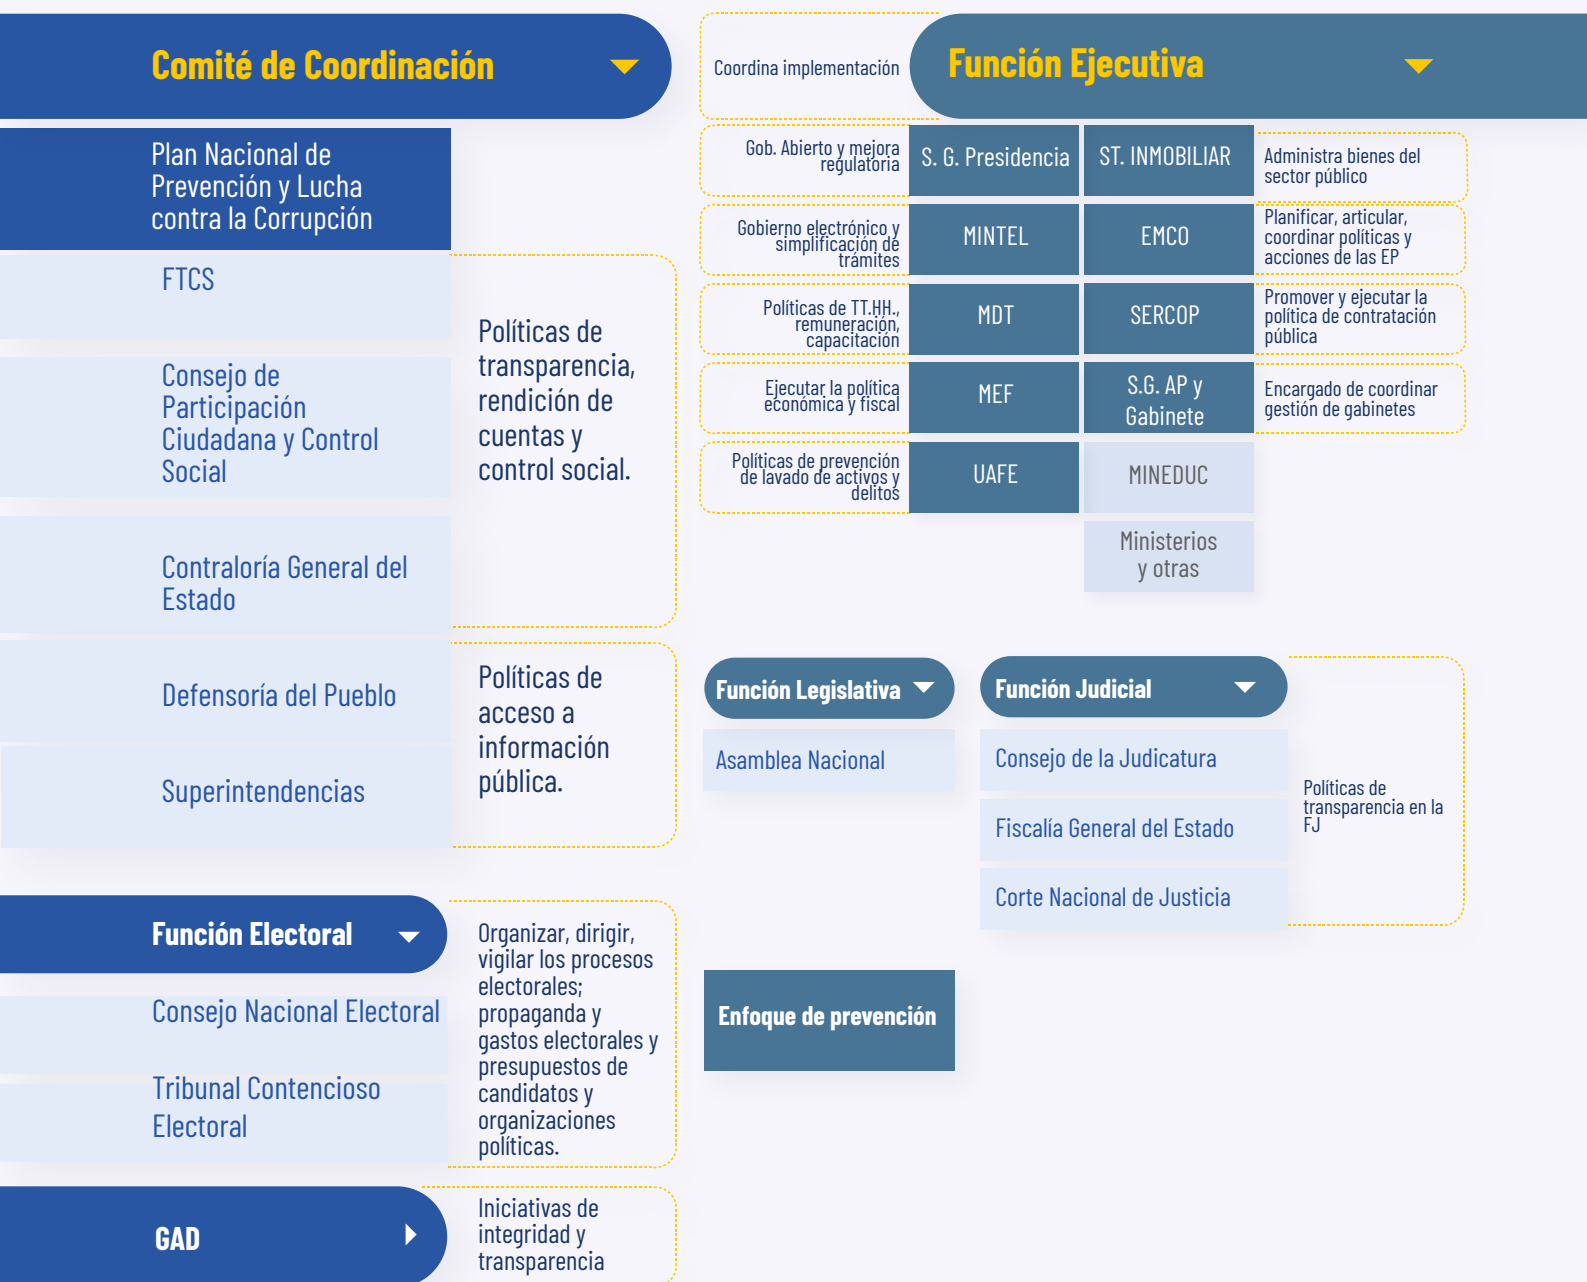 Comité de Coordinación
Plan Nacional de
Prevención y Lucha
contra la Corrupción
FTCS
Consejo de
Participación
Ciudadana y Control
Social
Contraloría General del
Estado
Políticas de
transparencia,
rendición de
cuentas y
control social.
Defensoría del Pueblo
Superintendencias
Políticas de
acceso a
información
pública.
Función Electoral
Consejo Nacional Electoral
Tribunal Contencioso
Electoral
Organizar, dirigir,
vigilar los procesos
electorales;
propaganda y
gastos electorales y
presupuestos de
candidatos y
organizaciones
políticas.
GAD
Iniciativas de
integridad y
transparencia
Coordina implementación
Función Ejecutiva
Gob. Abierto y mejora
regulatoria
S. G. Presidencia
ST. INMOBILIAR
Administra bienes del
sector público
Gobierno electrónico y
simplificación de
trámites
MINTEL
EMCO
Planificar, articular,
coordinar políticas y
acciones de las EP
Políticas de TT.HH.,
remuneración,
capacitación
MDT
SERCOP
Promover y ejecutar la
política de contratación
pública
Ejecutar la política
económica y fiscal
MEF
S.G. AP y
Gabinete
Encargado de coordinar
gestión de gabinetes
Políticas de prevención
de lavado de activos y
delitos
UAFE
MINEDUC
Ministerios
y otras
Función Legislativa
Asamblea Nacional
Función Judicial
Consejo de la Judicatura
Fiscalía General del Estado
Corte Nacional de Justicia
Políticas de
transparencia en la
FJ
Enfoque de prevención